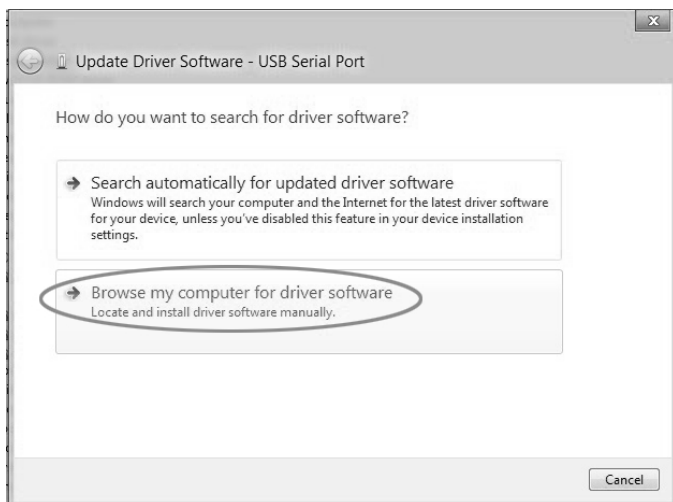 Update Driver Software - USB Serial Port
How do you want to search for driver software?
Search automatically for updated driver software
Windows will search your computer and the Internet for the latest driver software
for your device, unless you've disabled this feature in your device installation
settings.
Browse my computer for driver software
Locate and install driver software manually.
Cancel